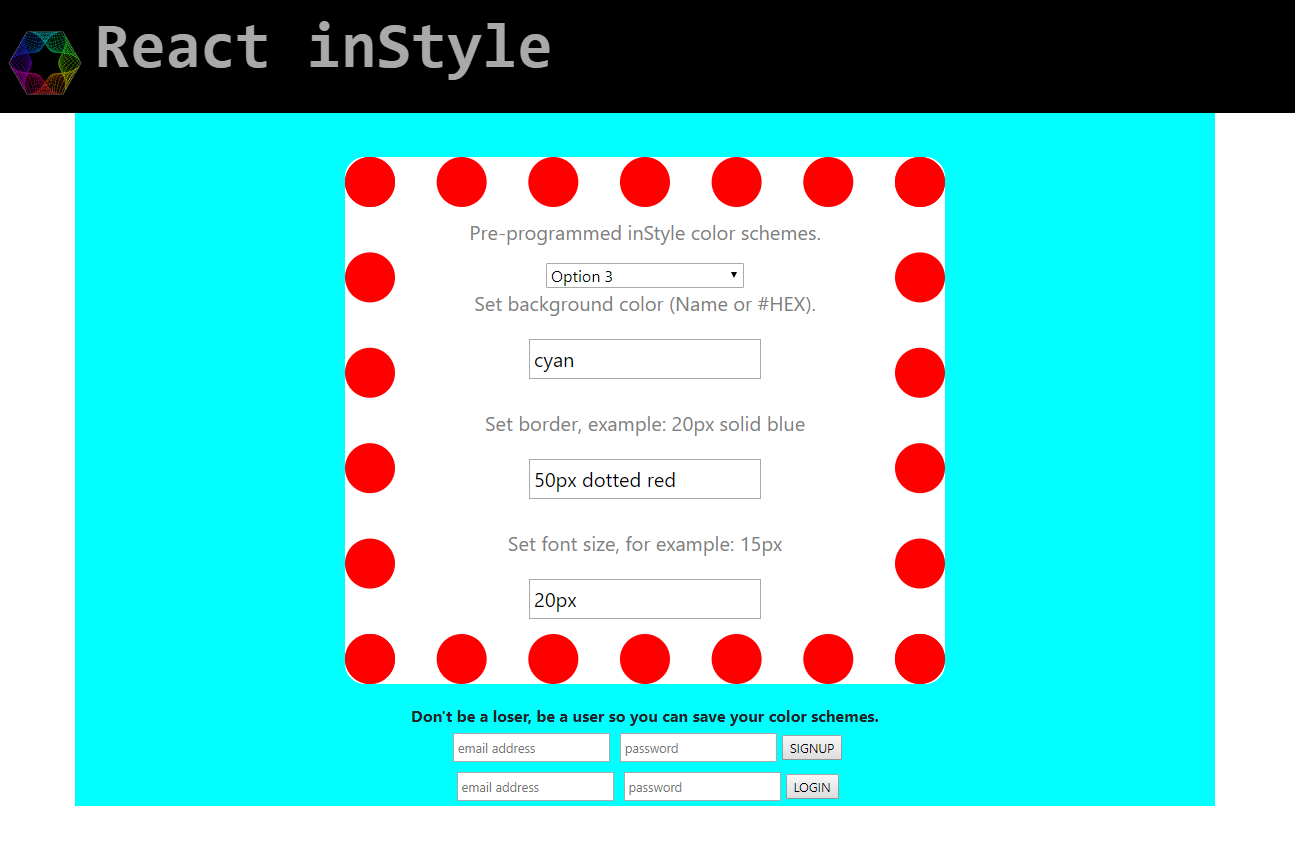 React inStyle
Pre-programmed inStyle color schemes.
Option 3
Set background color (Name or #HEX).
cyan
Set border, example: 20px solid blue
50px dotted red
Set font size, for example: 15px
20px
Don't be a loser, be a user so you can save your color schemes.
email address password SIGNUP
email address password LOGIN